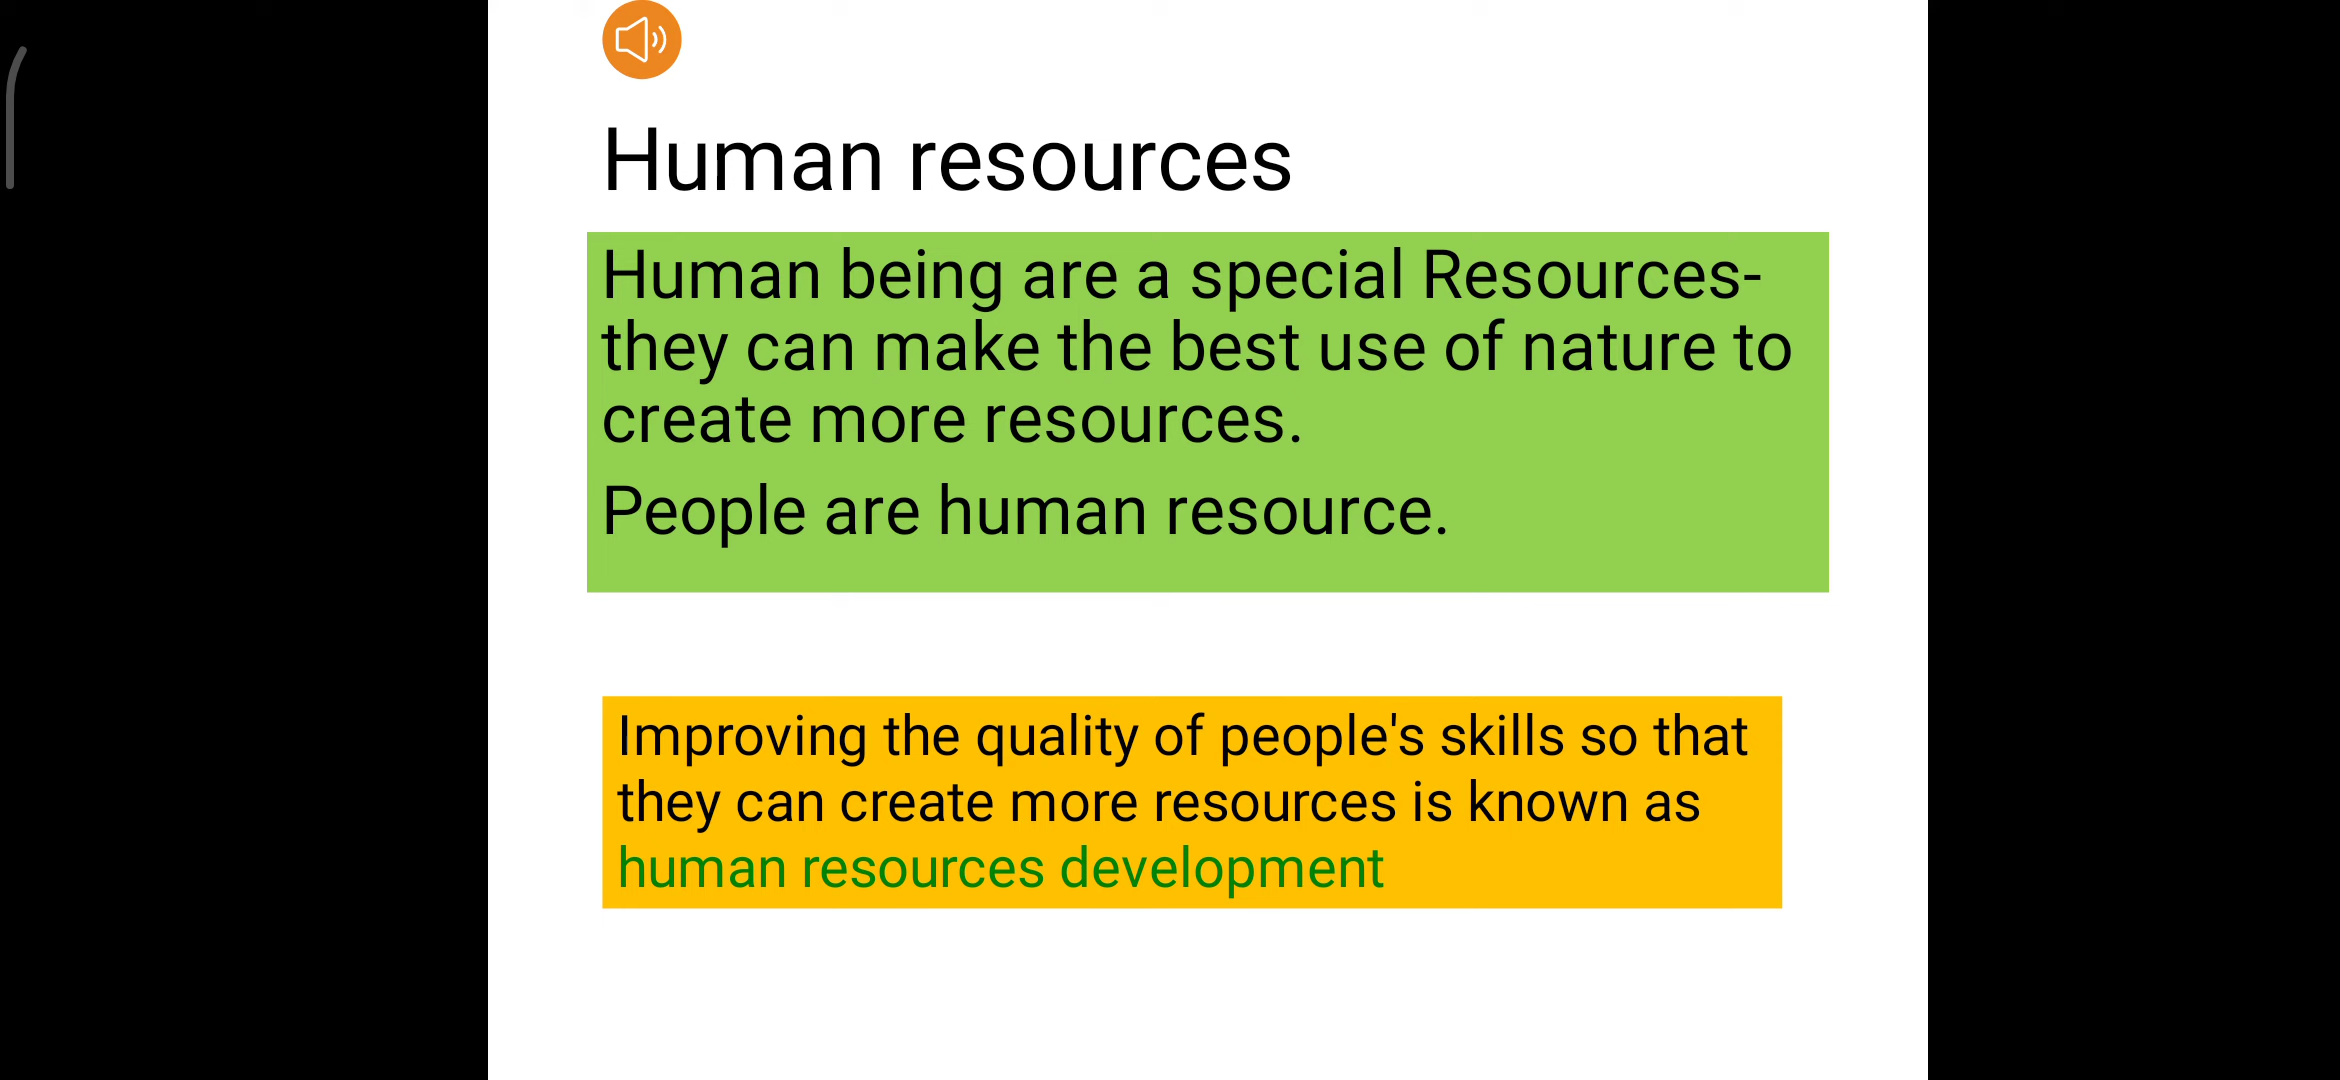 Human resources
Human being are a special Resources-
they can make the best use of nature to
create more resources.
People are human resource.
Improving the quality of people's skills so that
they can create more resources is known as
human resources development